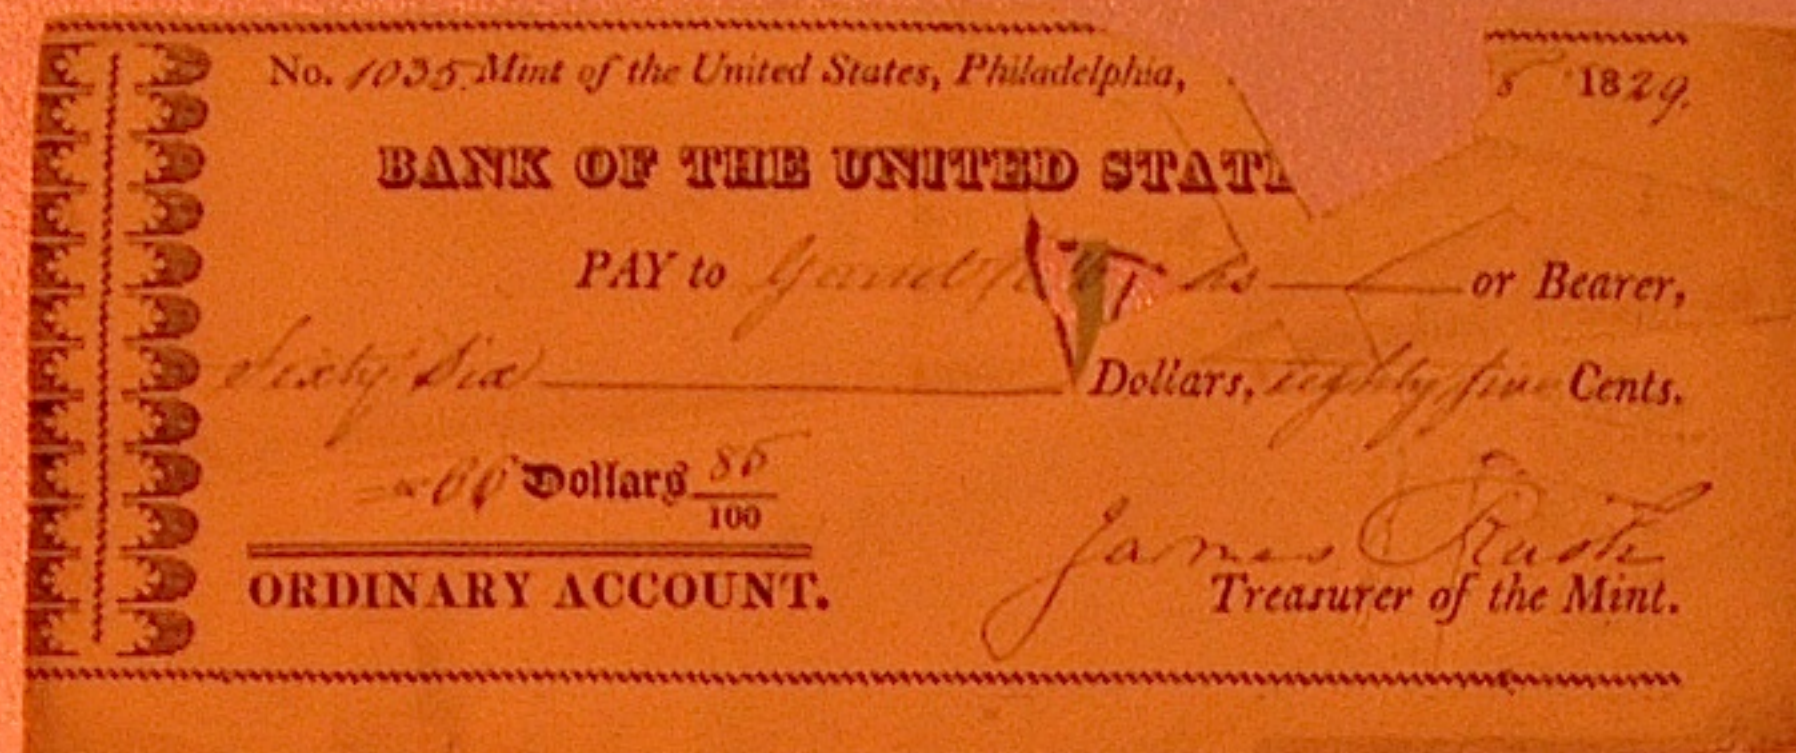 No. 1035 Mint of the United States, Philadelphia, 1829.
BANK OF THE UNITED STAT
PAY to or Bearer,
Sixty Six Dollars, eighty five Cents.
66 Dollars 85/100
ORDINARY ACCOUNT.
James Rush
Treasurer of the Mint.